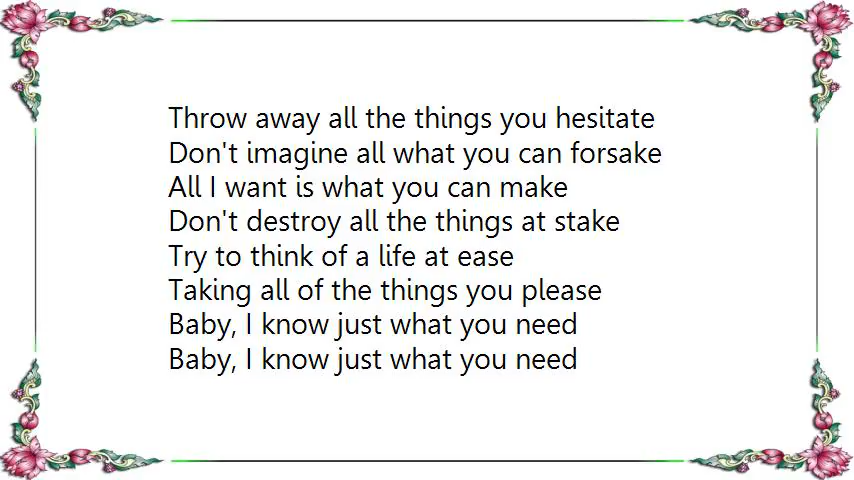 Throw away all the things you hesitate
Don't imagine all what you can forsake
All I want is what you can make
Don't destroy all the things at stake
Try to think of a life at ease
Taking all of the things you please
Baby, I know just what you need
Baby, I know just what you need